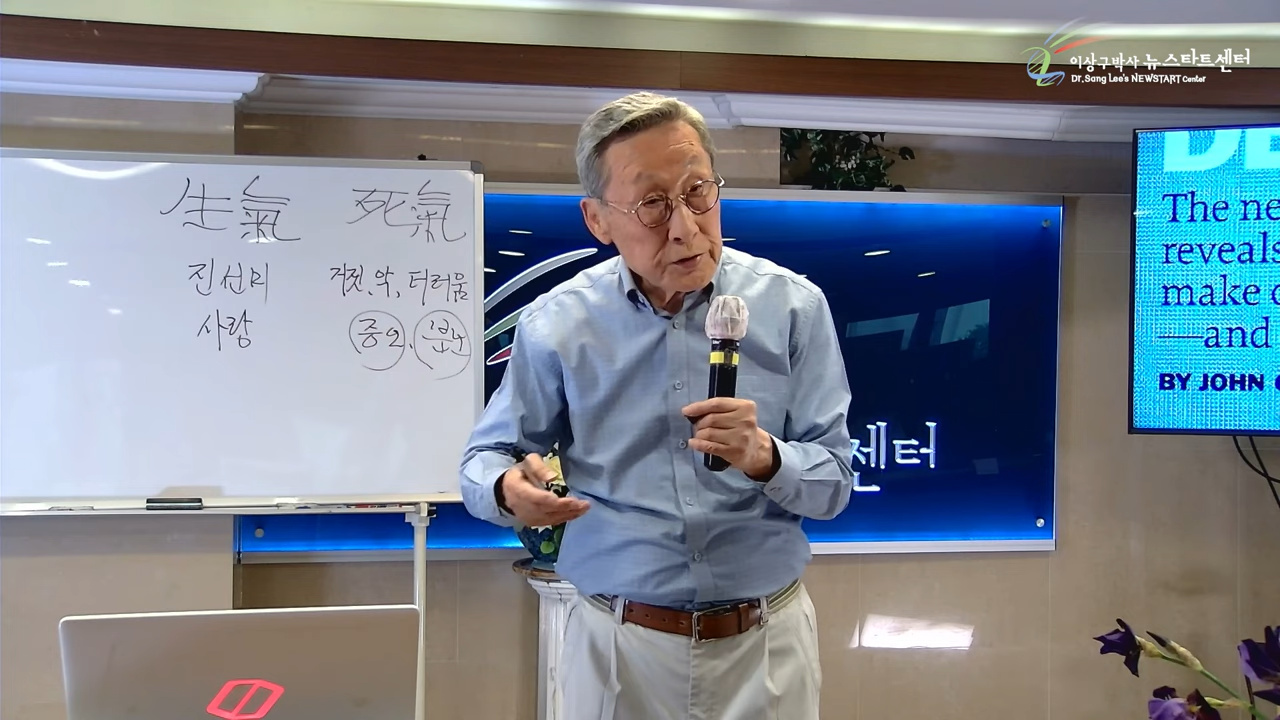 이상구박사 뉴스타트센터
Dr. Sang Lee's NEWSTART Center
生氣 死氣
진선미 거짓, 악, 더러움
사랑 증오, 분노
센터
The ne
reveals
make c
—and
BY JOHN